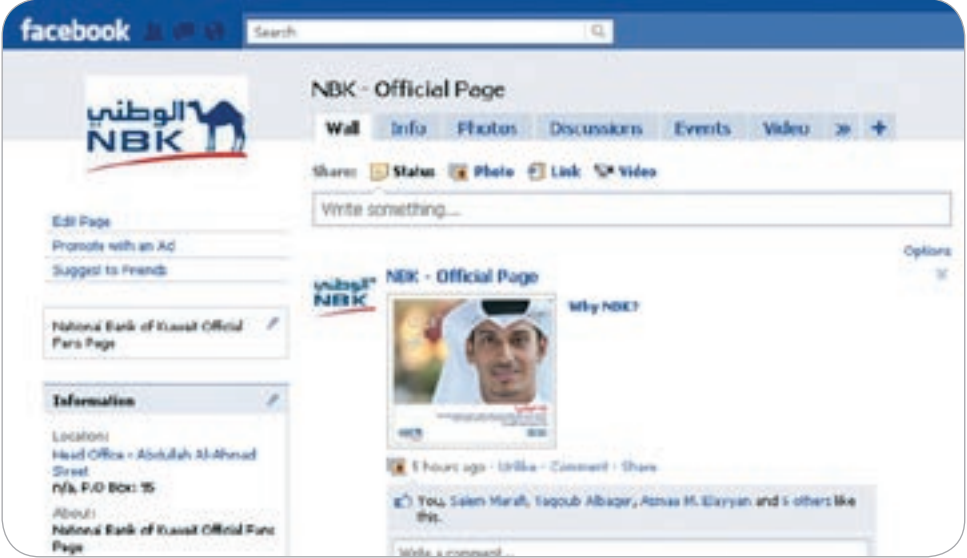 facebook
Search
الوطني
NBK
NBK - Official Page
Wall Info Photos Discussions Events Video » +
Share: Status Photo Link Video
Write something...
Edit Page
Promote with an Ad
Suggest to Friends
Options
National Bank of Kuwait Official
Fans Page
Information
Location:
Head Office - Abdullah Al-Ahmad
Street
n/a, P.O Box: 95
About:
National Bank of Kuwait Official Fans
Page
الوطني
NBK
NBK - Official Page
Why NBK?
5 hours ago · Unlike · Comment · Share
You, Salem Marafi, Yaqoub Albaqer, Asmaa M. Elayyan and 5 others like
this.
Write a comment...